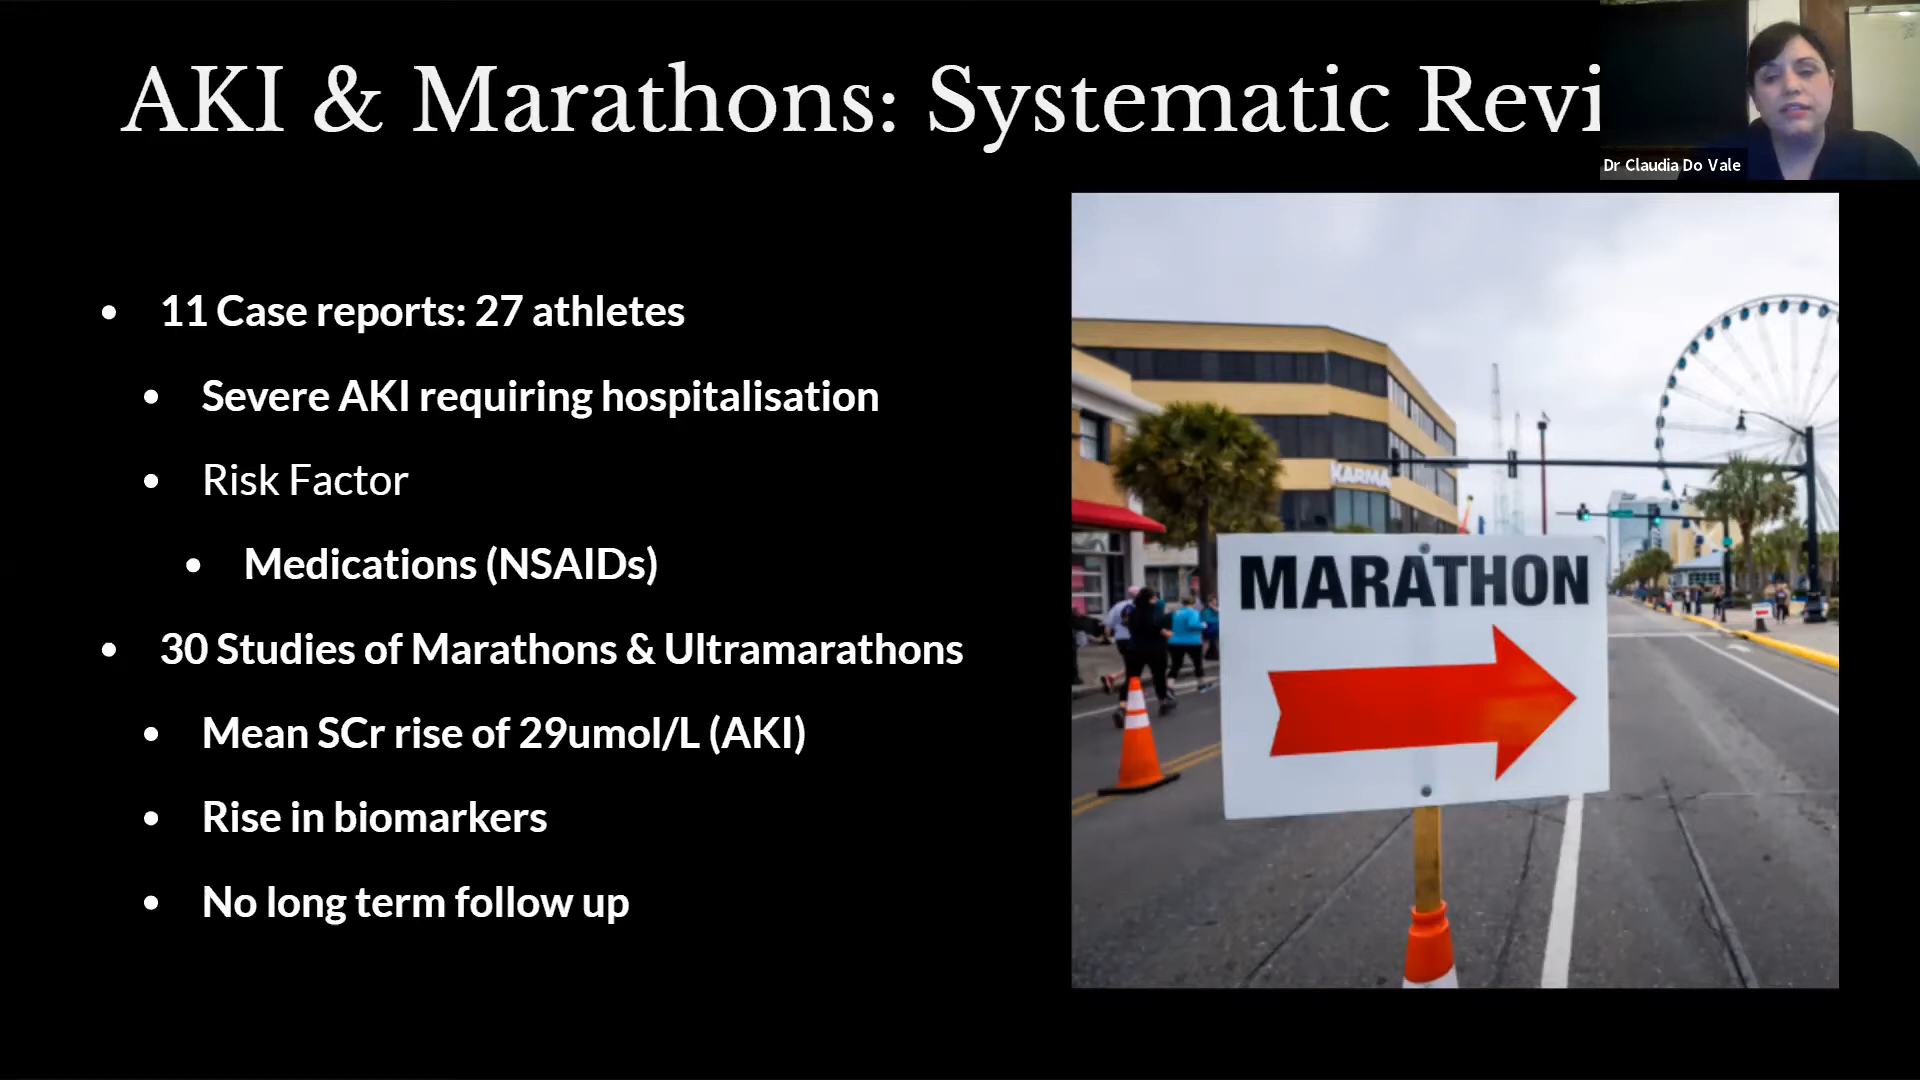 AKI & Marathons: Systematic Revi
Dr Claudia Do Vale
11 Case reports: 27 athletes
Severe AKI requiring hospitalisation
Risk Factor
Medications (NSAIDs)
30 Studies of Marathons & Ultramarathons
Mean SCr rise of 29umol/L (AKI)
Rise in biomarkers
No long term follow up
KARMA
MARATHON